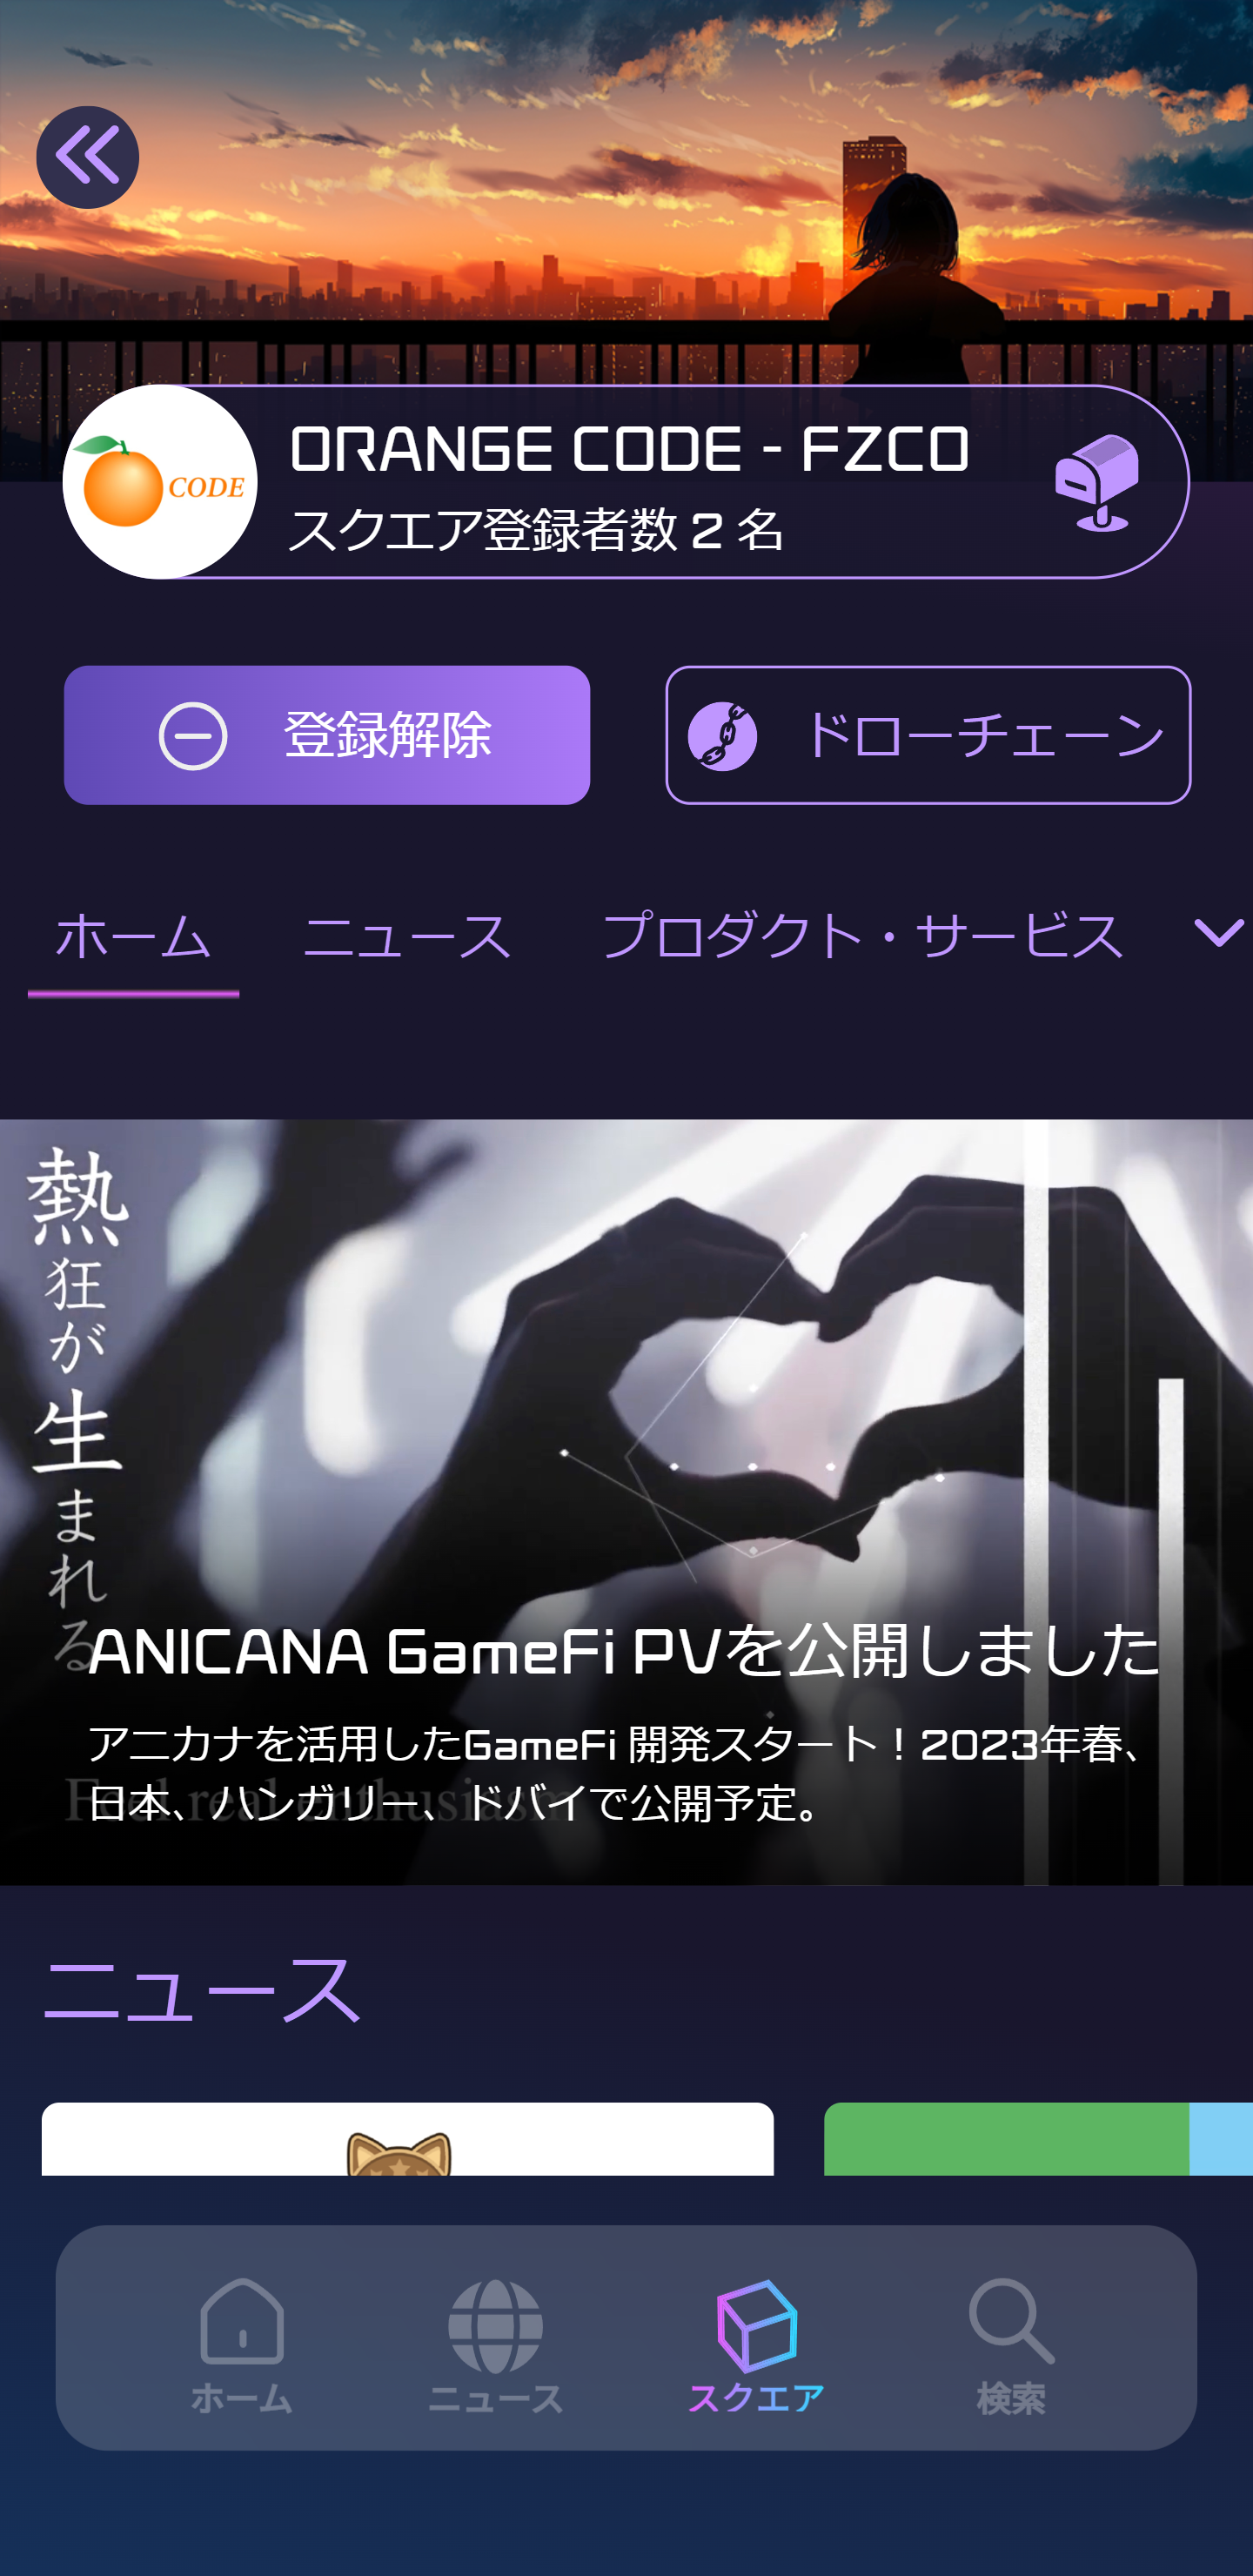 CODE
ORANGE CODE - FZCO
スクエア登録者数 2 名
登録解除
ドローチェーン
ホーム
ニュース
プロダクト・サービス
熱狂が生まれる
ANICANA GameFi PVを公開しました
アニカナを活用したGameFi 開発スタート！2023年春、
日本、ハンガリー、ドバイで公開予定。
Feel real enthusiasm
ニュース
ホーム
ニュース
スクエア
検索